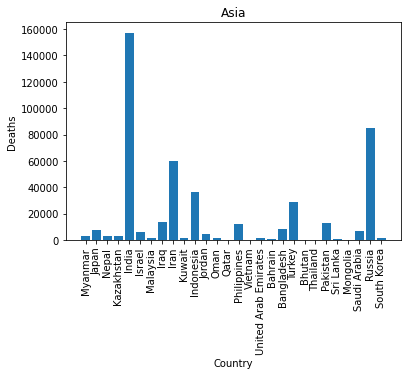 Asia
Deaths
160000
140000
120000
100000
80000
60000
40000
20000
0
Myanmar
Japan
Nepal
Kazakhstan
India
Israel
Malaysia
Iraq
Iran
Kuwait
Indonesia
Jordan
Oman
Qatar
Philippines
Vietnam
United Arab Emirates
Bahrain
Bangladesh
Turkey
Bhutan
Thailand
Pakistan
Sri Lanka
Mongolia
Saudi Arabia
Russia
South Korea
Country